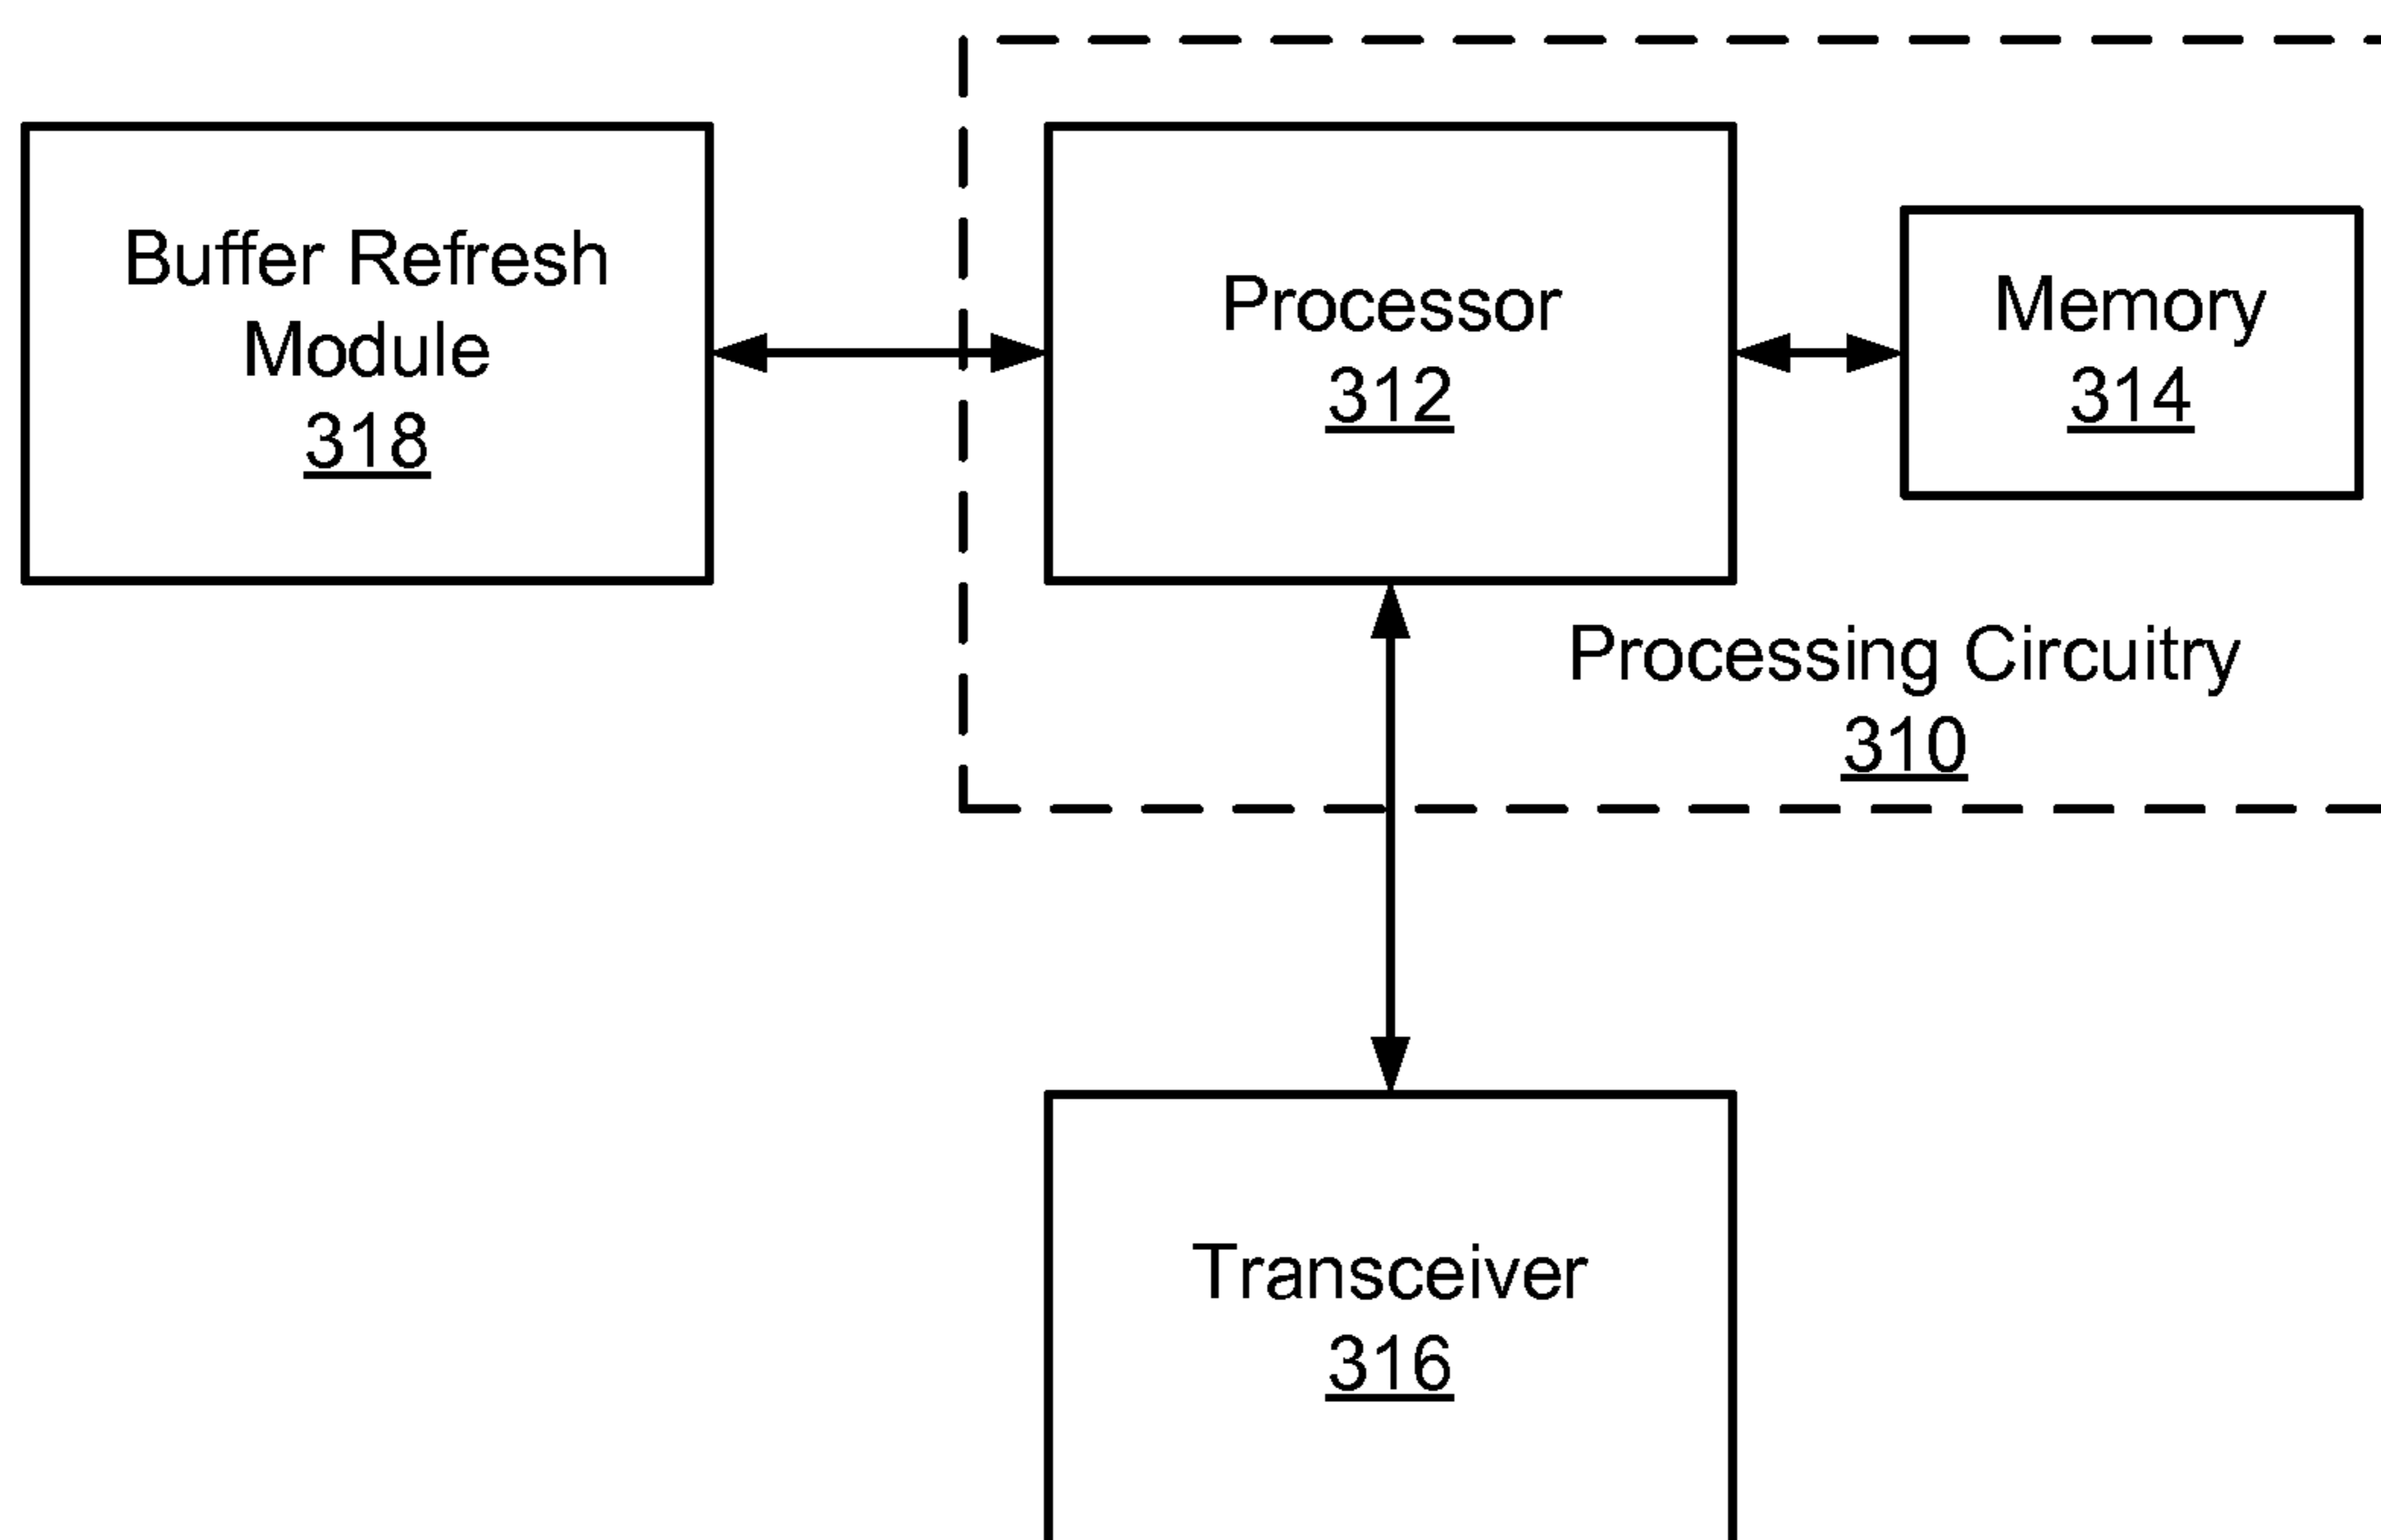 Buffer Refresh
Module
318
Processor
312
Memory
314
Processing Circuitry
310
Transceiver
316